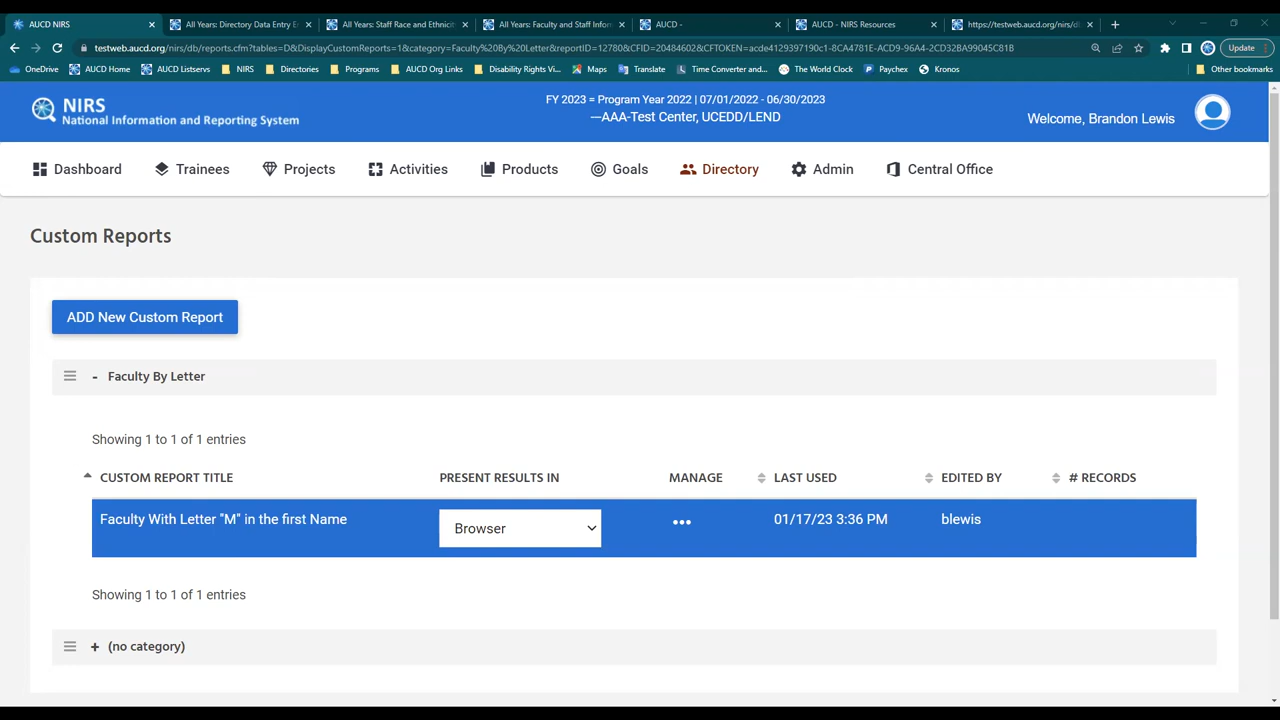 AUCD NIRS
All Years: Directory Data Entry E
All Years: Staff Race and Ethnicit
All Years: Faculty and Staff Infor
AUCD -
AUCD - NIRS Resources
https://testweb.aucd.org/nirs/d
testweb.aucd.org/nirs/db/reports.cfm?tables=D&DisplayCustomReports=1&category=Faculty%20By%20Letter&reportID=12780&CFID=20484602&CFTOKEN=acde4129397190c1-8CA4781E-ACD9-96A4-2CD32BA99045C81B
Update
OneDrive
AUCD Home
AUCD Listservs
NIRS
Directories
Programs
AUCD Org Links
Disability Rights Vi...
Maps
Translate
Time Converter and...
The World Clock
Paychex
Kronos
Other bookmarks
NIRS
National Information and Reporting System
FY 2023 = Program Year 2022 | 07/01/2022 - 06/30/2023
—AAA-Test Center, UCEDD/LEND
Welcome, Brandon Lewis
Dashboard
Trainees
Projects
Activities
Products
Goals
Directory
Admin
Central Office
Custom Reports
ADD New Custom Report
- Faculty By Letter
Showing 1 to 1 of 1 entries
CUSTOM REPORT TITLE
PRESENT RESULTS IN
MANAGE
LAST USED
EDITED BY
# RECORDS
Faculty With Letter "M" in the first Name
Browser
•••
01/17/23 3:36 PM
blewis
Showing 1 to 1 of 1 entries
+ (no category)